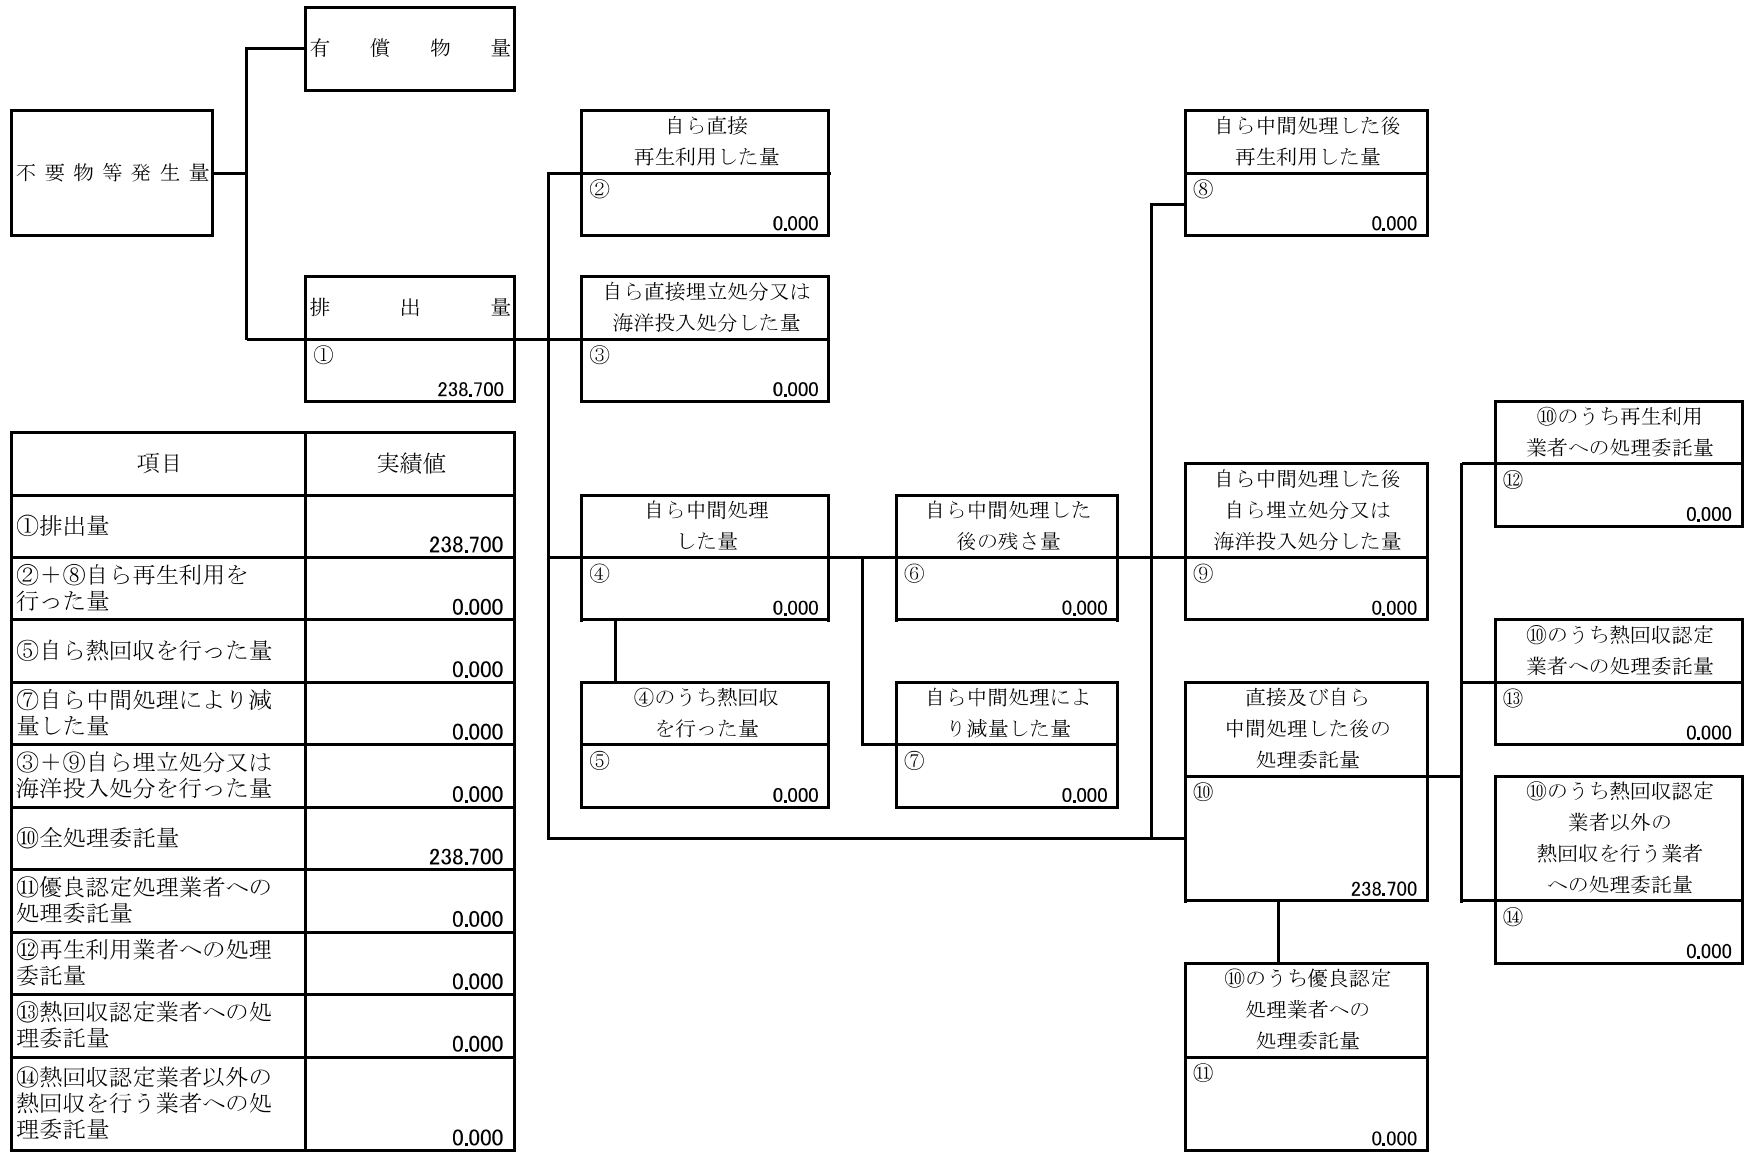 有償物量
不要物等発生量
排出量
①
238.700
自ら直接
再生利用した量
②
0.000
自ら直接埋立処分又は
海洋投入処分した量
③
0.000
自ら中間処理
した量
④
0.000
④のうち熱回収
を行った量
⑤
0.000
自ら中間処理した
後の残さ量
⑥
0.000
自ら中間処理によ
り減量した量
⑦
0.000
自ら中間処理した後
再生利用した量
⑧
0.000
自ら中間処理した後
自ら埋立処分又は
海洋投入処分した量
⑨
0.000
直接及び自ら
中間処理した後の
処理委託量
⑩
238.700
⑩のうち優良認定
処理業者への
処理委託量
⑪
0.000
⑩のうち再生利用
業者への処理委託量
⑫
0.000
⑩のうち熱回収認定
業者への処理委託量
⑬
0.000
⑩のうち熱回収認定
業者以外の
熱回収を行う業者
への処理委託量
⑭
0.000
項目 実績値
①排出量
238.700
②＋⑧自ら再生利用を
行った量
0.000
⑤自ら熱回収を行った量
0.000
⑦自ら中間処理により減
量した量
0.000
③＋⑨自ら埋立処分又は
海洋投入処分を行った量
0.000
⑩全処理委託量
238.700
⑪優良認定処理業者への
処理委託量
0.000
⑫再生利用業者への処理
委託量
0.000
⑬熱回収認定業者への処
理委託量
0.000
⑭熱回収認定業者以外の
熱回収を行う業者への処
理委託量
0.000